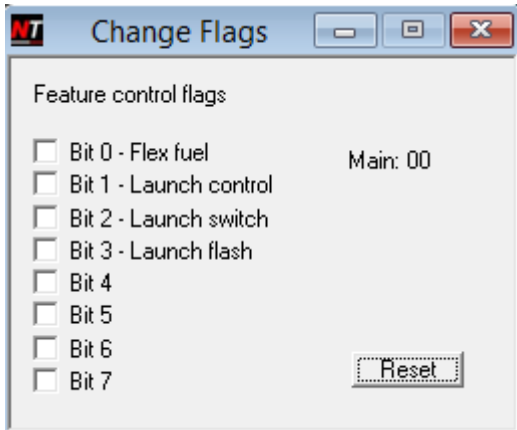 NT Change Flags
Feature control flags
Bit 0 - Flex fuel
Main: 00
Bit 1 - Launch control
Bit 2 - Launch switch
Bit 3 - Launch flash
Bit 4
Bit 5
Bit 6
Bit 7
Reset